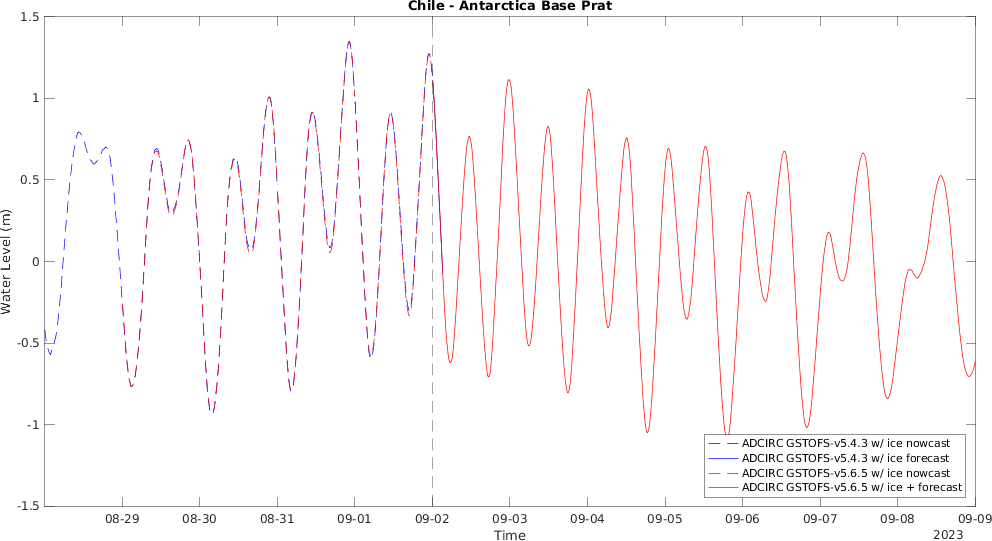 Chile - Antarctica Base Prat
1.5
1
0.5
0
-0.5
-1
-1.5
Water Level (m)
ADCIRC GSTOFS-v5.4.3 w/ ice nowcast
ADCIRC GSTOFS-v5.4.3 w/ ice forecast
ADCIRC GSTOFS-v5.6.5 w/ ice nowcast
ADCIRC GSTOFS-v5.6.5 w/ ice + forecast
08-29 08-30 08-31 09-01 09-02 09-03 09-04 09-05 09-06 09-07 09-08 09-09
Time
2023